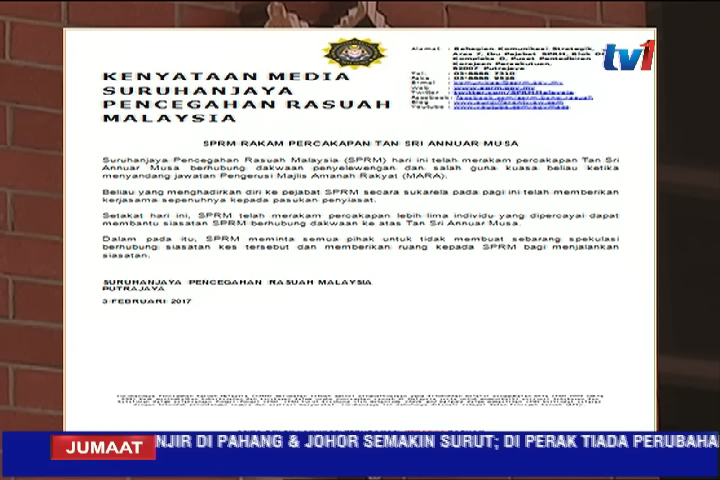 tv1
KENYATAAN MEDIA
SURUHANJAYA
PENCEGAHAN RASUAH
MALAYSIA
Alamat : Bahagian Komunikasi Strategik,
62007 Putrajaya
SPRM RAKAM PERCAKAPAN TAN SRI ANNUAR MUSA
Suruhanjaya Pencegahan Rasuah Malaysia (SPRM) hari ini telah merakam percakapan Tan Sri
Annuar Musa berhubung dakwaan penyelewengan dan salah guna kuasa beliau ketika
menyandang jawatan Pengerusi Majlis Amanah Rakyat (MARA).
Beliau yang menghadirkan diri ke pejabat SPRM secara sukarela pada pagi ini telah memberikan
kerjasama sepenuhnya kepada pasukan penyiasat.
Setakat hari ini, SPRM telah merakam percakapan lebih lima individu yang dipercayai dapat
membantu siasatan SPRM berhubung dakwaan ke atas Tan Sri Annuar Musa.
Dalam pada itu, SPRM meminta semua pihak untuk tidak membuat sebarang spekulasi
berhubung siasatan kes tersebut dan memberikan ruang kepada SPRM bagi menjalankan
siasatan.
SURUHANJAYA PENCEGAHAN RASUAH MALAYSIA
PUTRAJAYA
3 FEBRUARI 2017
JUMAAT
NJIR DI PAHANG & JOHOR SEMAKIN SURUT; DI PERAK TIADA PERUBAHA